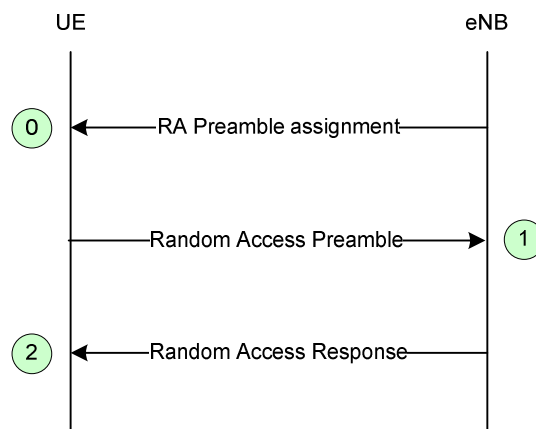 UE eNB
0 RA Preamble assignment
Random Access Preamble 1
2 Random Access Response